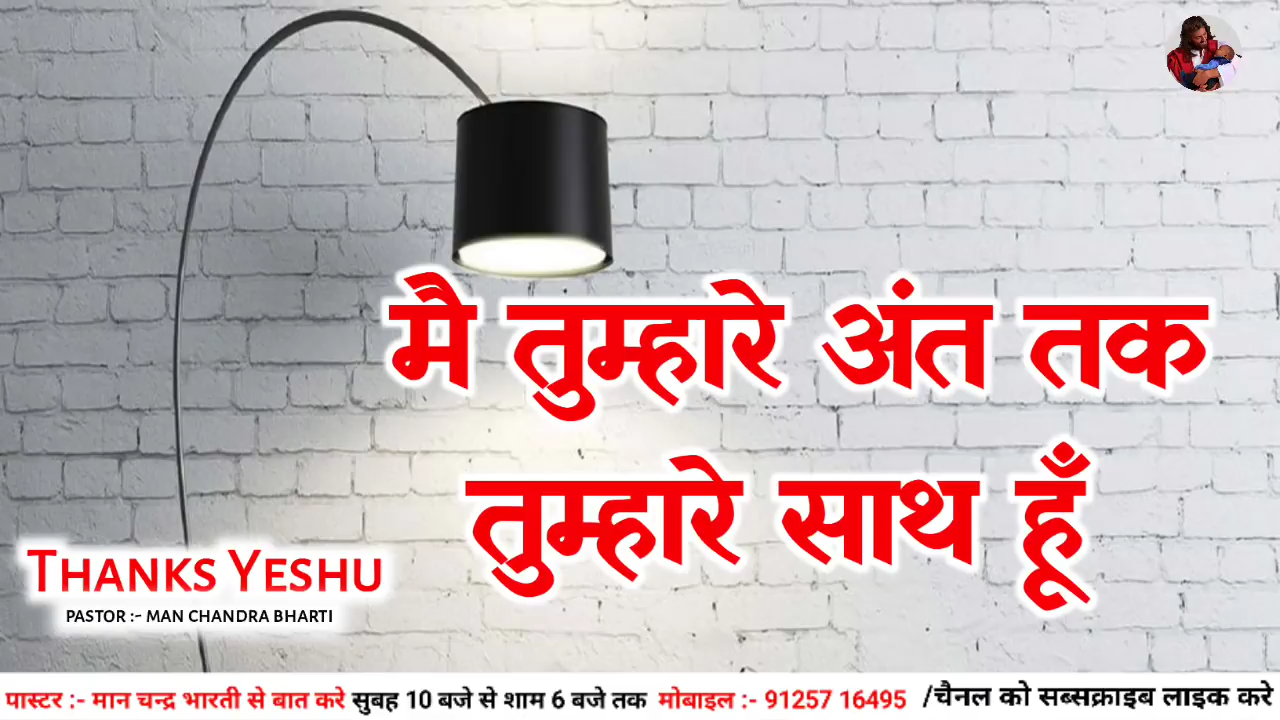 मै तुम्हारे अंत तक
तुम्हारे साथ हूँ
THANKS YESHU
PASTOR :- MAN CHANDRA BHARTI
पास्टर :- मान चन्द्र भारती से बात करे सुबह 10 बजे से शाम 6 बजे तक मोबाइल :- 91257 16495 /चैनल को सब्सक्राइब लाइक करे